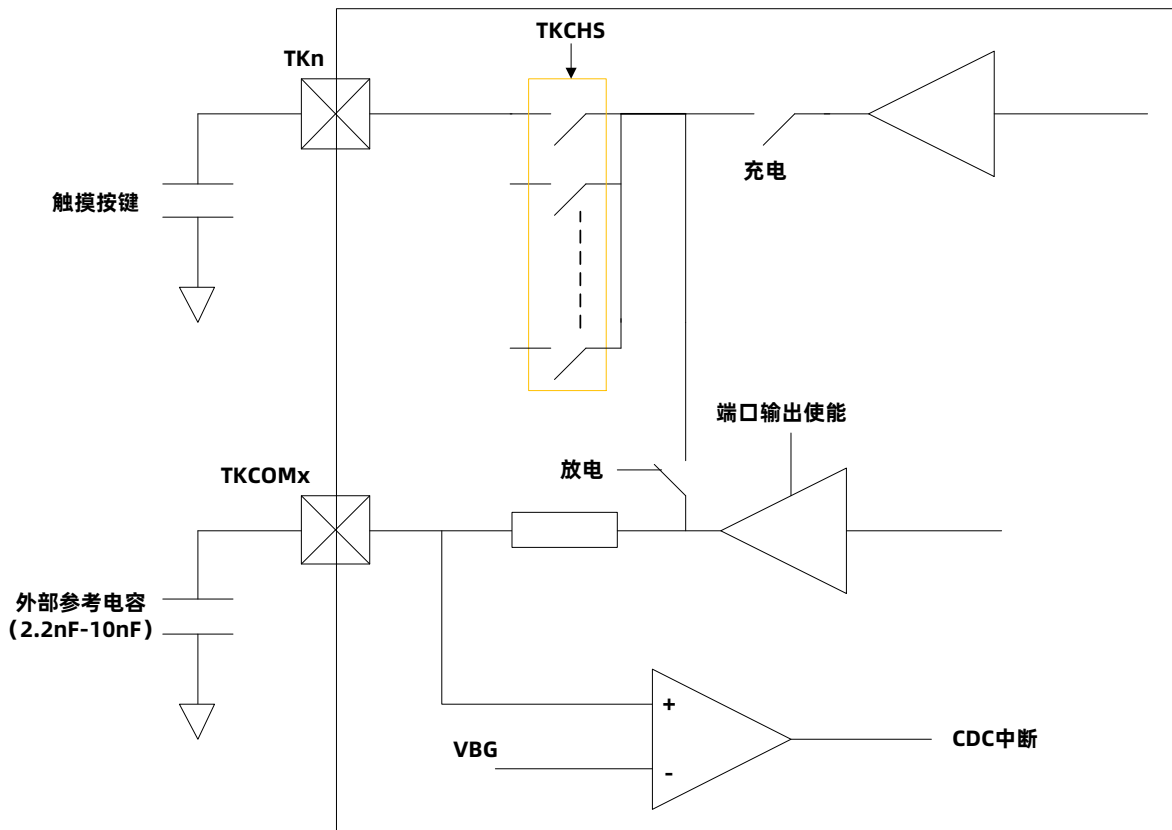 TKCHS
TKn
充电
触摸按键
端口输出使能
放电
TKCOMx
外部参考电容
（2.2nF-10nF）
+
VBG
-
CDC中断